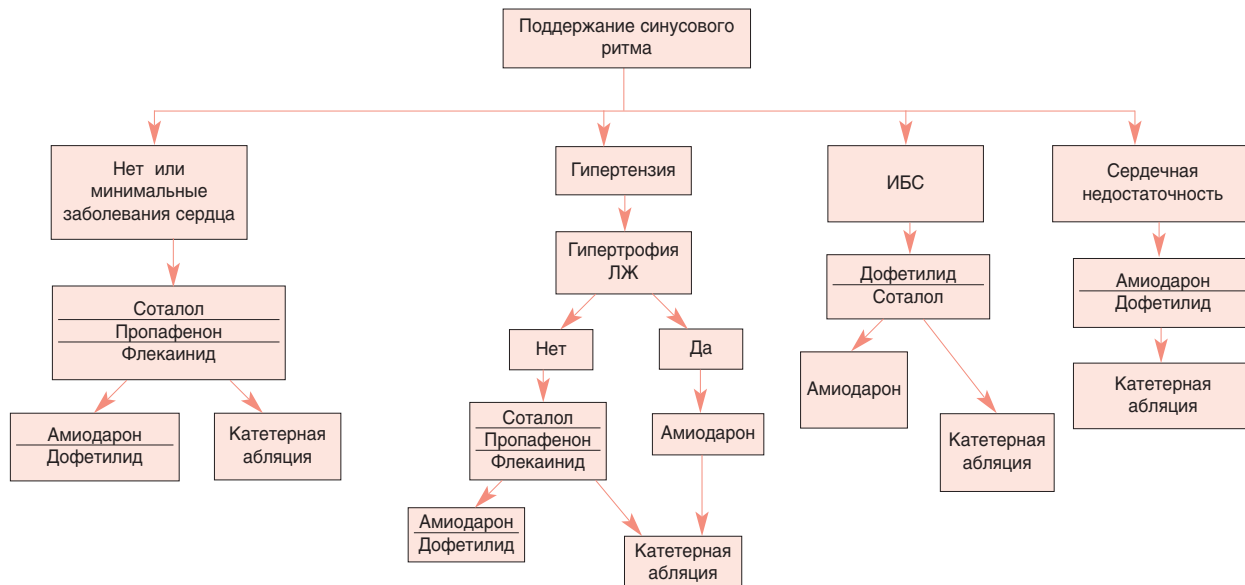 Поддержание синусового
ритма
Нет или
минимальные
заболевания сердца
Гипертензия
ИБС
Сердечная
недостаточность
Гипертрофия
ЛЖ
Дофетилид
Соталол
Амиодарон
Дофетилид
Соталол
Пропафенон
Флекаинид
Нет
Да
Амиодарон
Катетерная
абляция
Амиодарон
Дофетилид
Катетерная
абляция
Соталол
Пропафенон
Флекаинид
Амиодарон
Катетерная
абляция
Амиодарон
Дофетилид
Катетерная
абляция